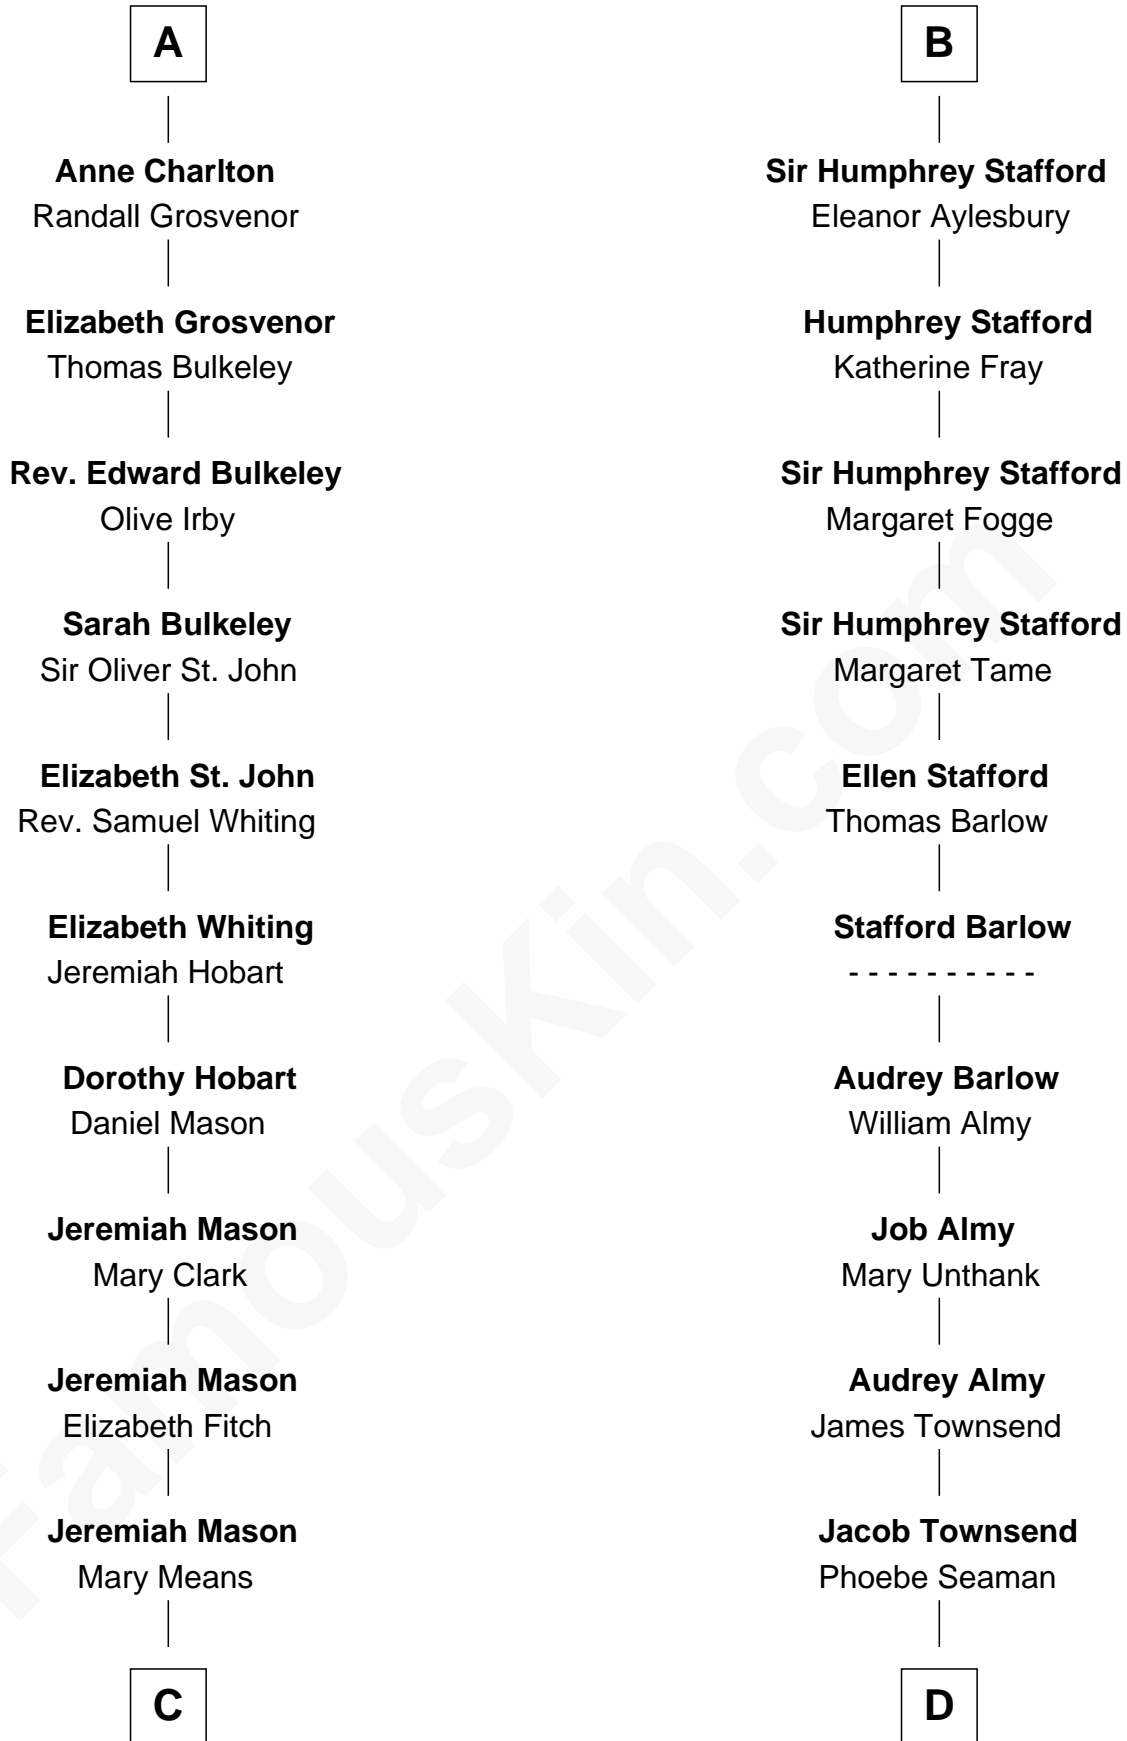 A
Anne Charlton
Randall Grosvenor
Elizabeth Grosvenor
Thomas Bulkeley
Rev. Edward Bulkeley
Olive Irby
Sarah Bulkeley
Sir Oliver St. John
Elizabeth St. John
Rev. Samuel Whiting
Elizabeth Whiting
Jeremiah Hobart
Dorothy Hobart
Daniel Mason
Jeremiah Mason
Mary Clark
Jeremiah Mason
Elizabeth Fitch
Jeremiah Mason
Mary Means
C
B
Sir Humphrey Stafford
Eleanor Aylesbury
Humphrey Stafford
Katherine Fray
Sir Humphrey Stafford
Margaret Fogge
Sir Humphrey Stafford
Margaret Tame
Ellen Stafford
Thomas Barlow
Stafford Barlow
- - - - - - - - - -
Audrey Barlow
William Almy
Job Almy
Mary Unthank
Audrey Almy
James Townsend
Jacob Townsend
Phoebe Seaman
D
FamousKin.com